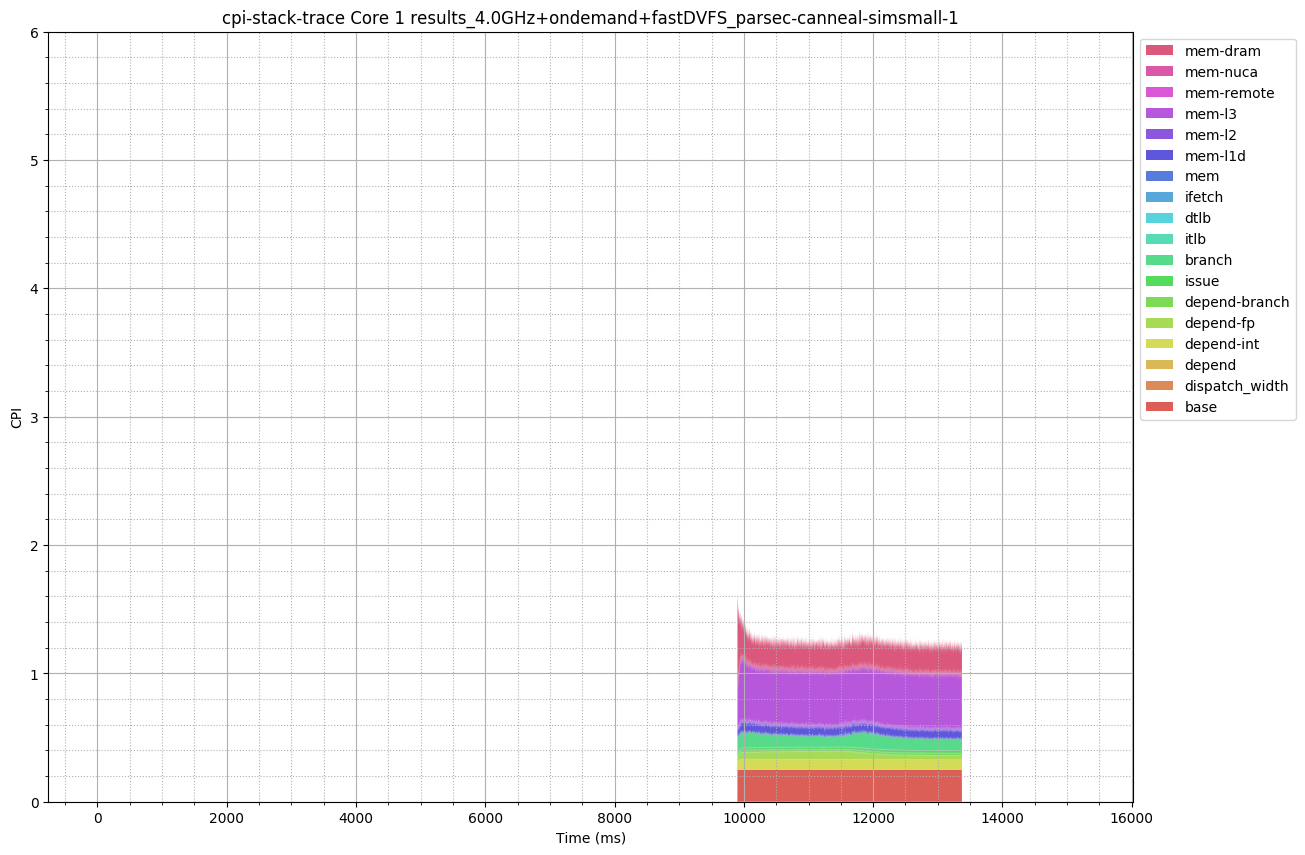 cpi-stack-trace Core 1 results_4.0GHz+ondemand+fastDVFS_parsec-canneal-simsmall-1
6
5
4
3
2
1
0
CPI
0 2000 4000 6000 8000 10000 12000 14000 16000
Time (ms)
mem-dram
mem-nuca
mem-remote
mem-l3
mem-l2
mem-l1d
mem
ifetch
dtlb
itlb
branch
issue
depend-branch
depend-fp
depend-int
depend
dispatch_width
base